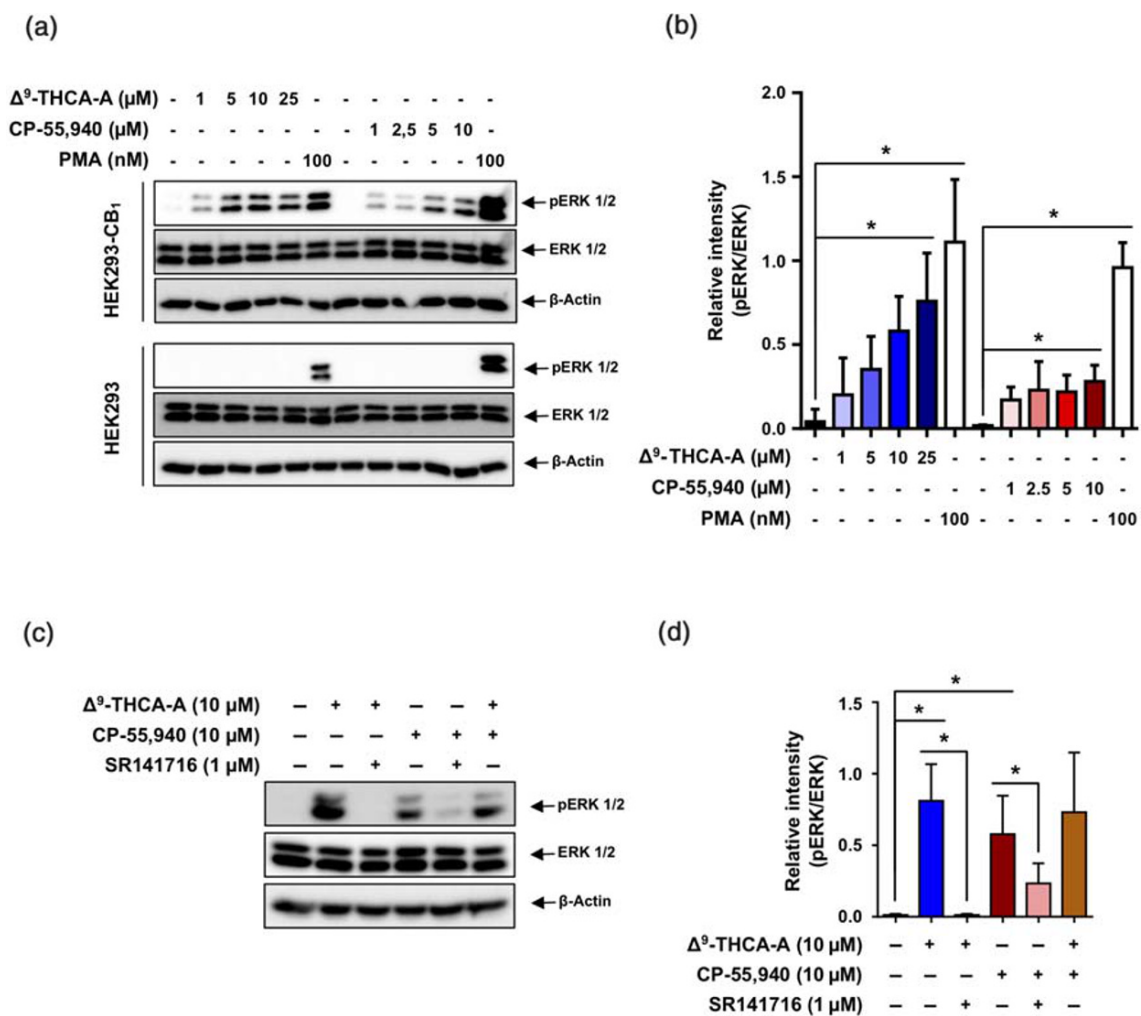 (a)
Δ⁹-THCA-A (µM) - 1 5 10 25 - - - - - - -
CP-55,940 (µM) - - - - - - - 1 2,5 5 10 -
PMA (nM) - - - - - 100 - - - - - 100
HEK293-CB₁
pERK 1/2
ERK 1/2
β-Actin
HEK293
pERK 1/2
ERK 1/2
β-Actin
(b)
Relative intensity
(pERK/ERK)
2.0
1.5
1.0
0.5
0.0
*
*
*
*
Δ⁹-THCA-A (µM) - 1 5 10 25 - - - - - - -
CP-55,940 (µM) - - - - - - - 1 2.5 5 10 -
PMA (nM) - - - - - 100 - - - - - 100
(c)
Δ⁹-THCA-A (10 µM) – + + – – +
CP-55,940 (10 µM) – – – + + +
SR141716 (1 µM) – – + – + –
pERK 1/2
ERK 1/2
β-Actin
(d)
Relative intensity
(pERK/ERK)
1.5
1.0
0.5
0.0
*
*
*
*
Δ⁹-THCA-A (10 µM) – + + – – +
CP-55,940 (10 µM) – – – + + +
SR141716 (1 µM) – – + – + –